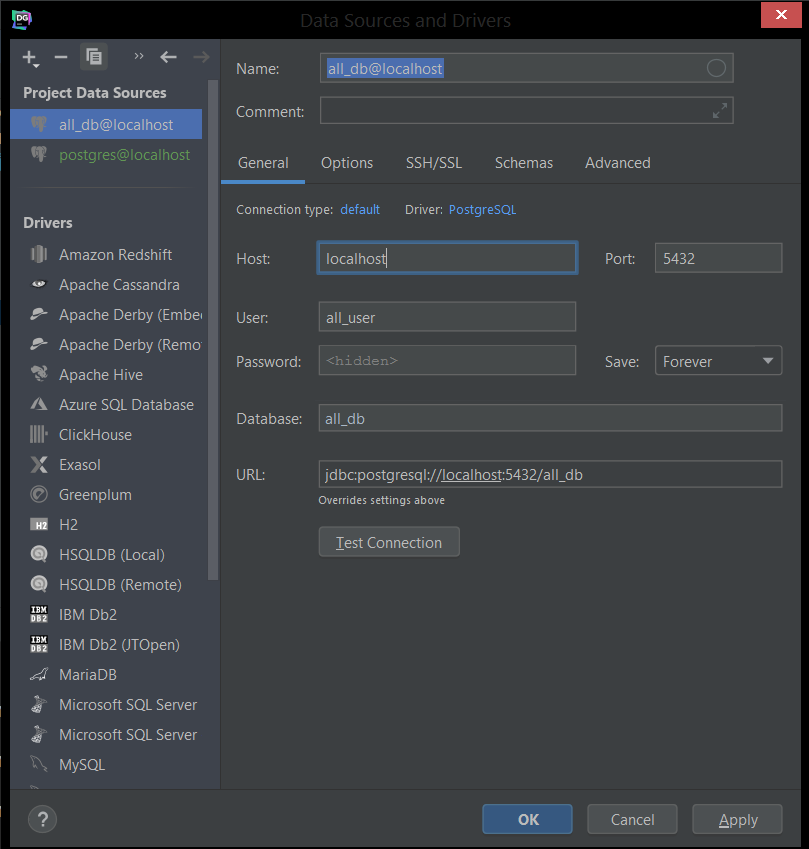 DG
Data Sources and Drivers
Project Data Sources
all_db@localhost
postgres@localhost
Drivers
Amazon Redshift
Apache Cassandra
Apache Derby (Embe
Apache Derby (Remo
Apache Hive
Azure SQL Database
ClickHouse
Exasol
Greenplum
H2 H2
HSQLDB (Local)
HSQLDB (Remote)
IBM DB2 IBM Db2
IBM DB2 IBM Db2 (JTOpen)
MariaDB
Microsoft SQL Server
Microsoft SQL Server
MySQL
Name: all_db@localhost
Comment:
General Options SSH/SSL Schemas Advanced
Connection type: default Driver: PostgreSQL
Host: localhost Port: 5432
User: all_user
Password: <hidden> Save: Forever
Database: all_db
URL: jdbc:postgresql://localhost:5432/all_db
Overrides settings above
Test Connection
? OK Cancel Apply